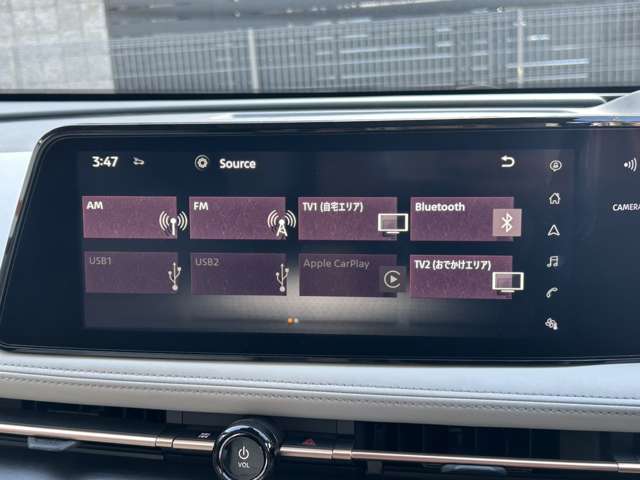 3:47
Source
AM
FM
TV1 (自宅エリア)
Bluetooth
USB1
USB2
Apple CarPlay
TV2 (おでかけエリア)
CAMERA
VOL